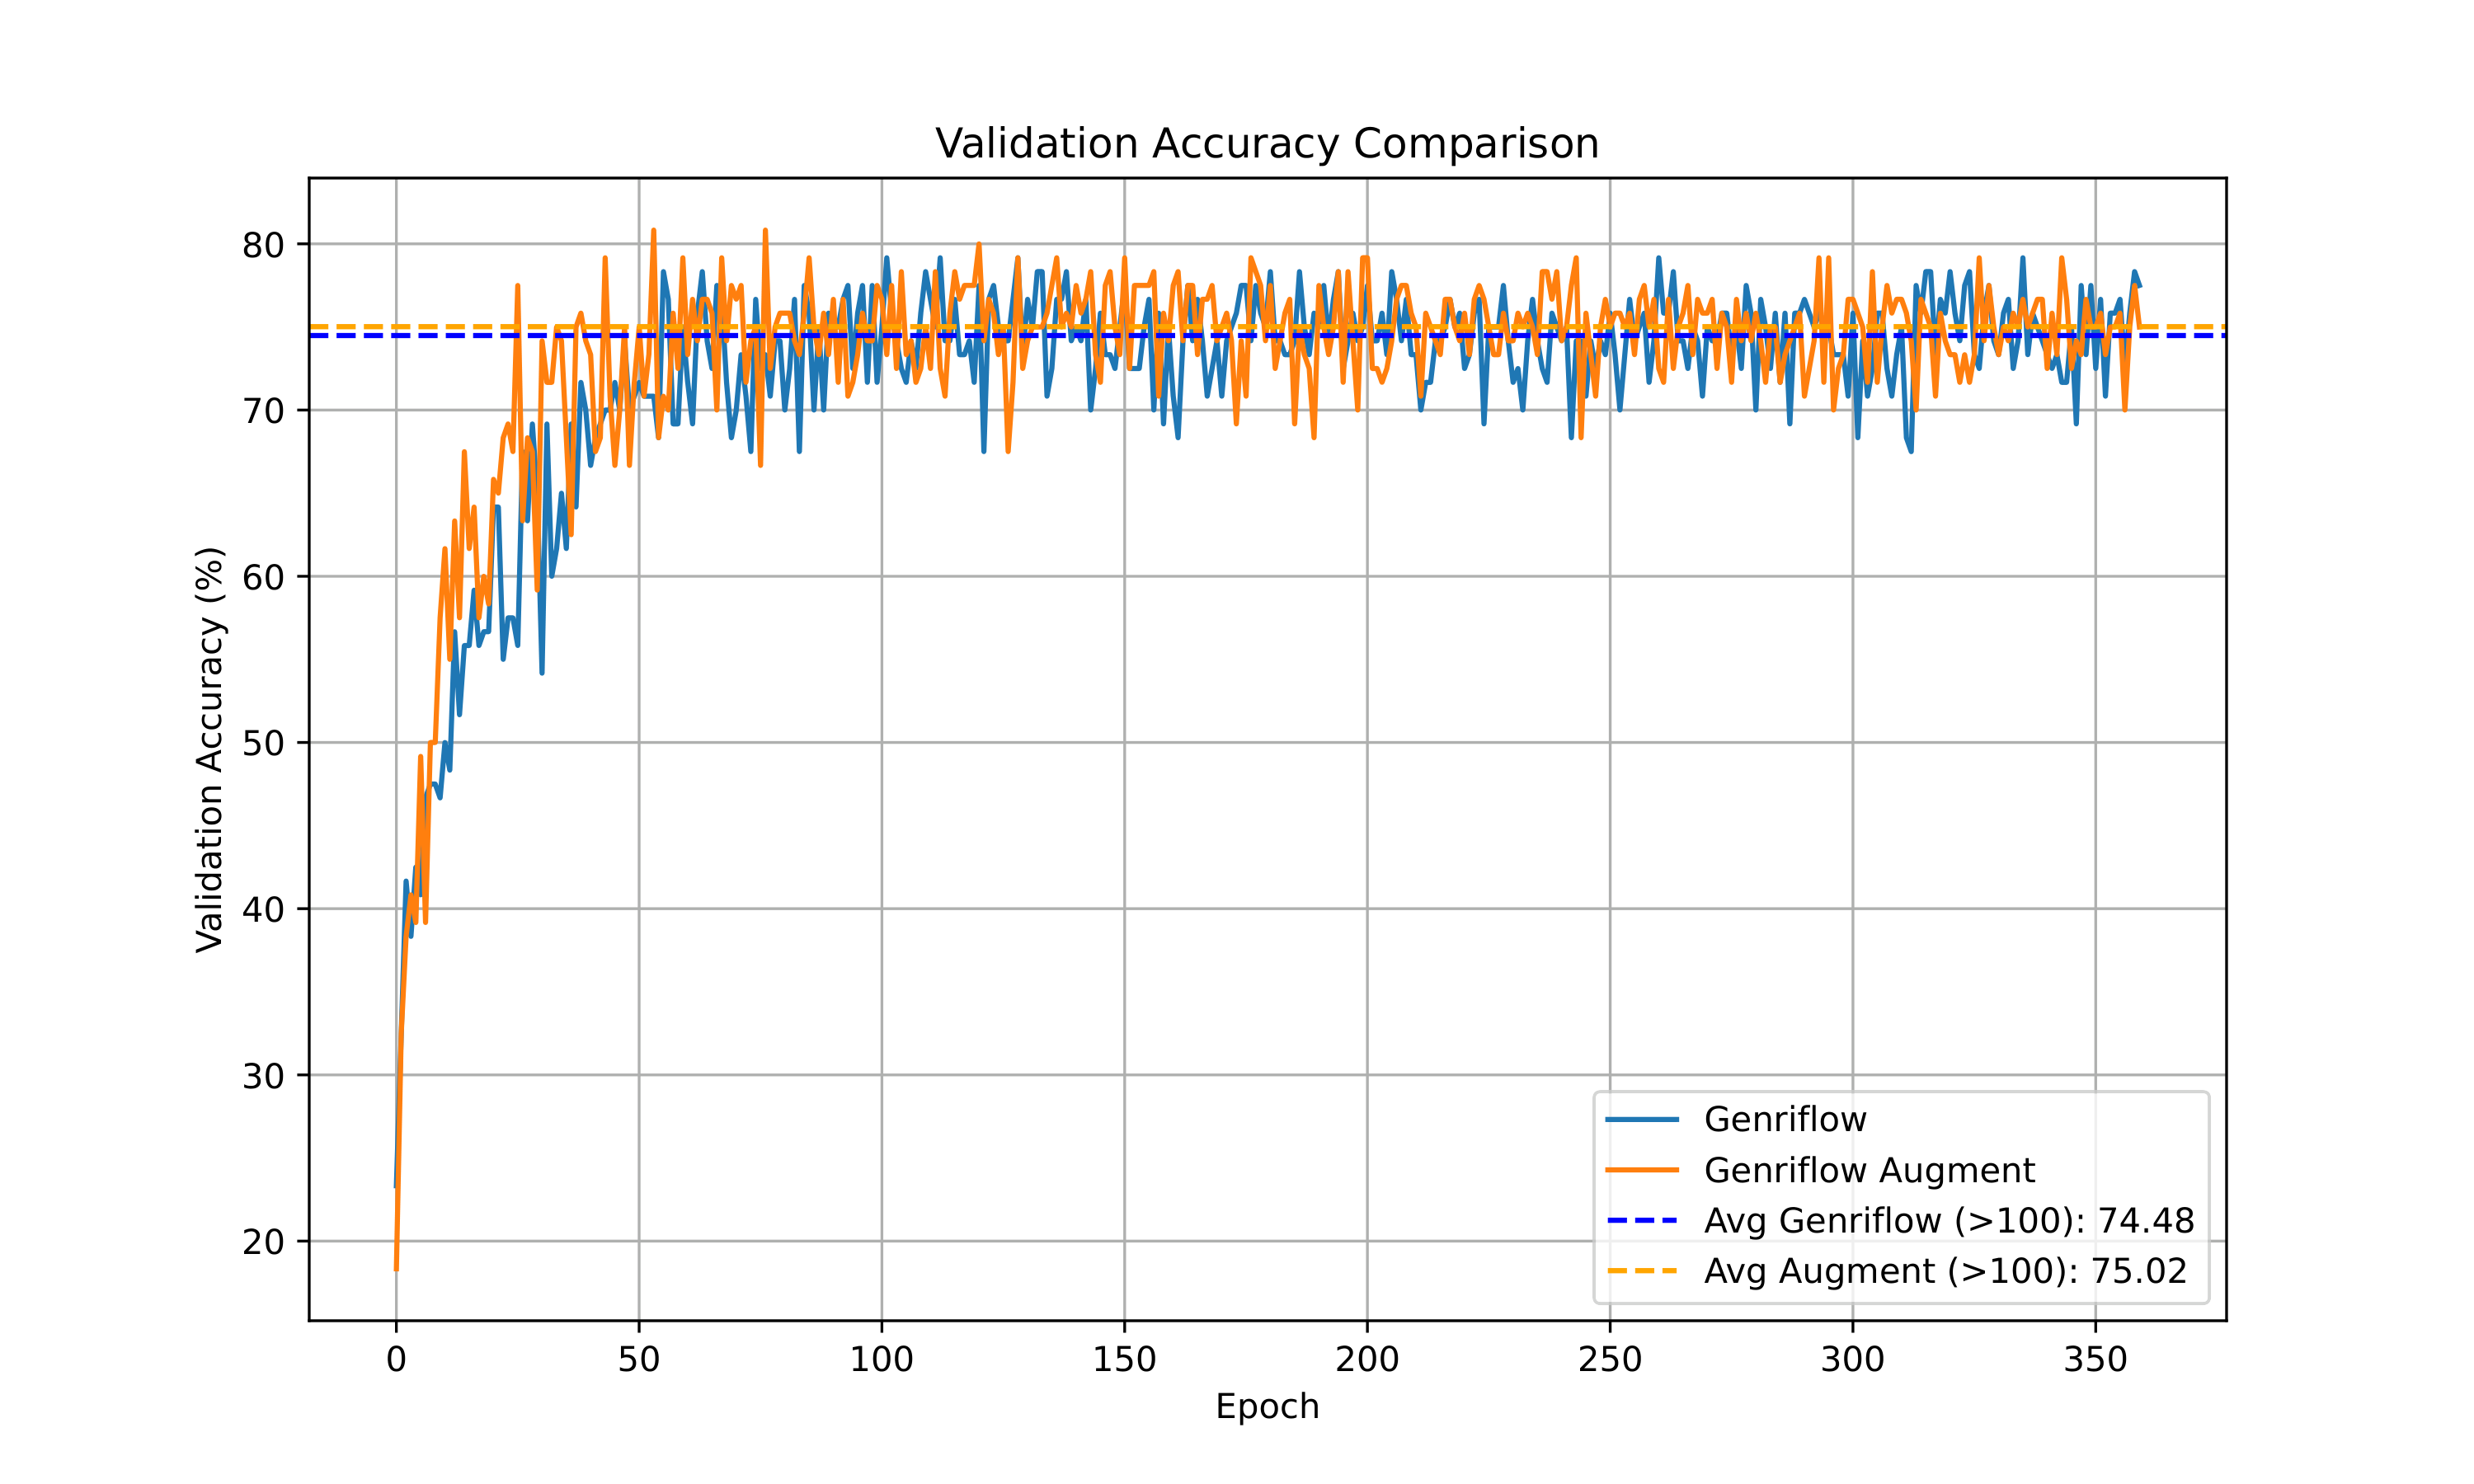 Validation Accuracy Comparison
Validation Accuracy (%)
80
70
60
50
40
30
20
0 50 100 150 200 250 300 350
Epoch
Genriflow
Genriflow Augment
Avg Genriflow (>100): 74.48
Avg Augment (>100): 75.02